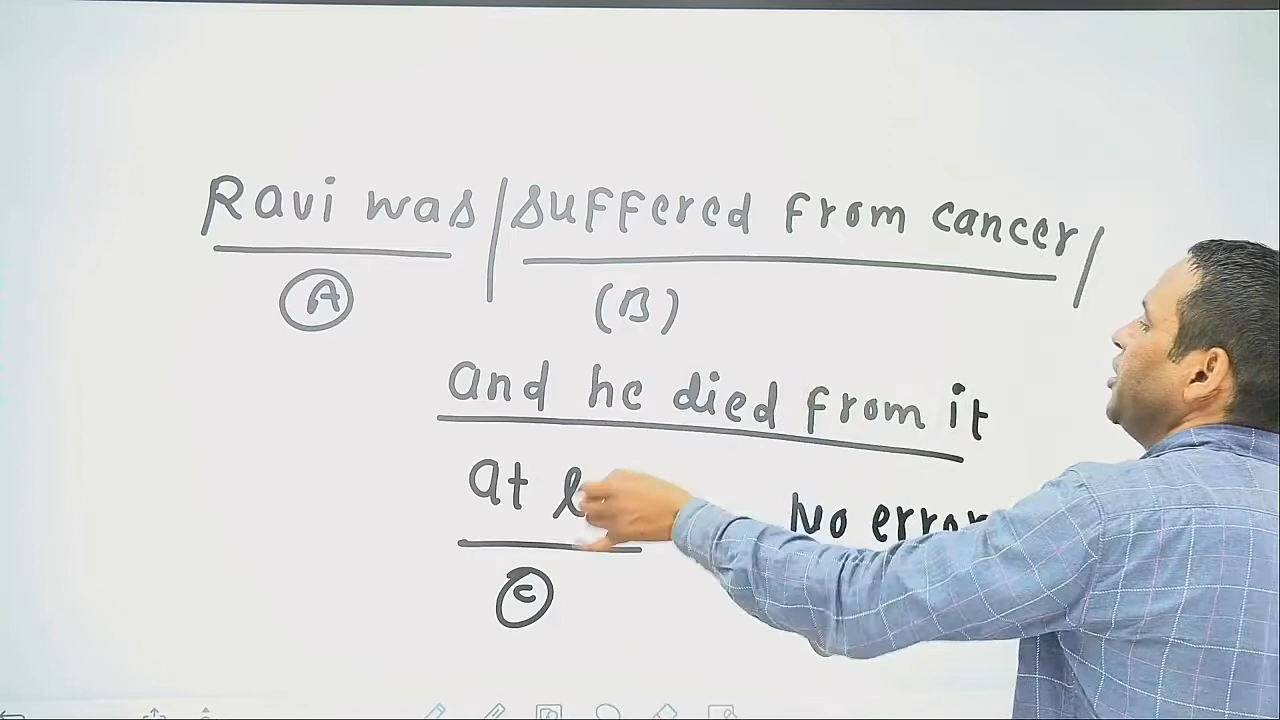 Ravi was / suffered from cancer /
(A) (B)
and he died from it
at No error
(C)